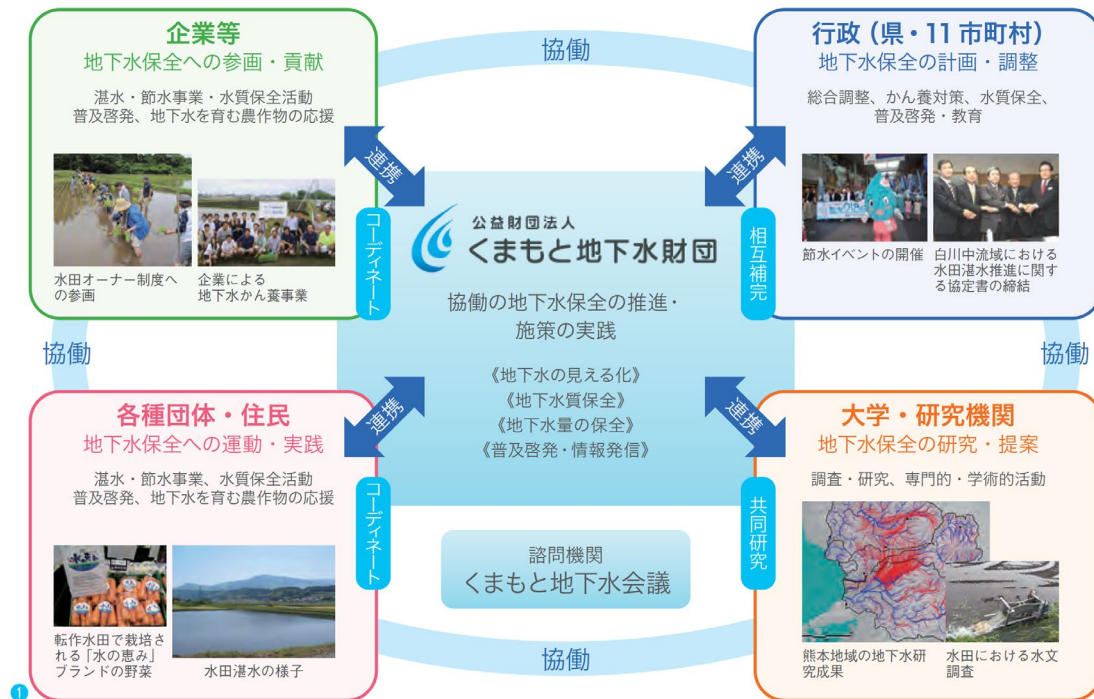 企業等
地下水保全への参画・貢献
湛水・節水事業・水質保全活動
普及啓発、地下水を育む農作物の応援
水田オーナー制度へ
の参画
企業による
地下水かん養事業
協働
行政（県・11 市町村）
地下水保全の計画・調整
総合調整、かん養対策、水質保全、
普及啓発・教育
節水イベントの開催
白川中流域における
水田湛水推進に関す
る協定書の締結
連携
連携
コーディネート
相互補完
公益財団法人
くまもと地下水財団
協働の地下水保全の推進・
施策の実践
《地下水の見える化》
《地下水質保全》
《地下水量の保全》
《普及啓発・情報発信》
協働
協働
各種団体・住民
地下水保全への運動・実践
湛水・節水事業、水質保全活動
普及啓発、地下水を育む農作物の応援
転作水田で栽培さ
れる「水の恵み」
ブランドの野菜
水田湛水の様子
連携
連携
コーディネート
共同研究
大学・研究機関
地下水保全の研究・提案
調査・研究、専門的・学術的活動
熊本地域の地下水研
究成果
水田における水文
調査
諮問機関
くまもと地下水会議
協働
1